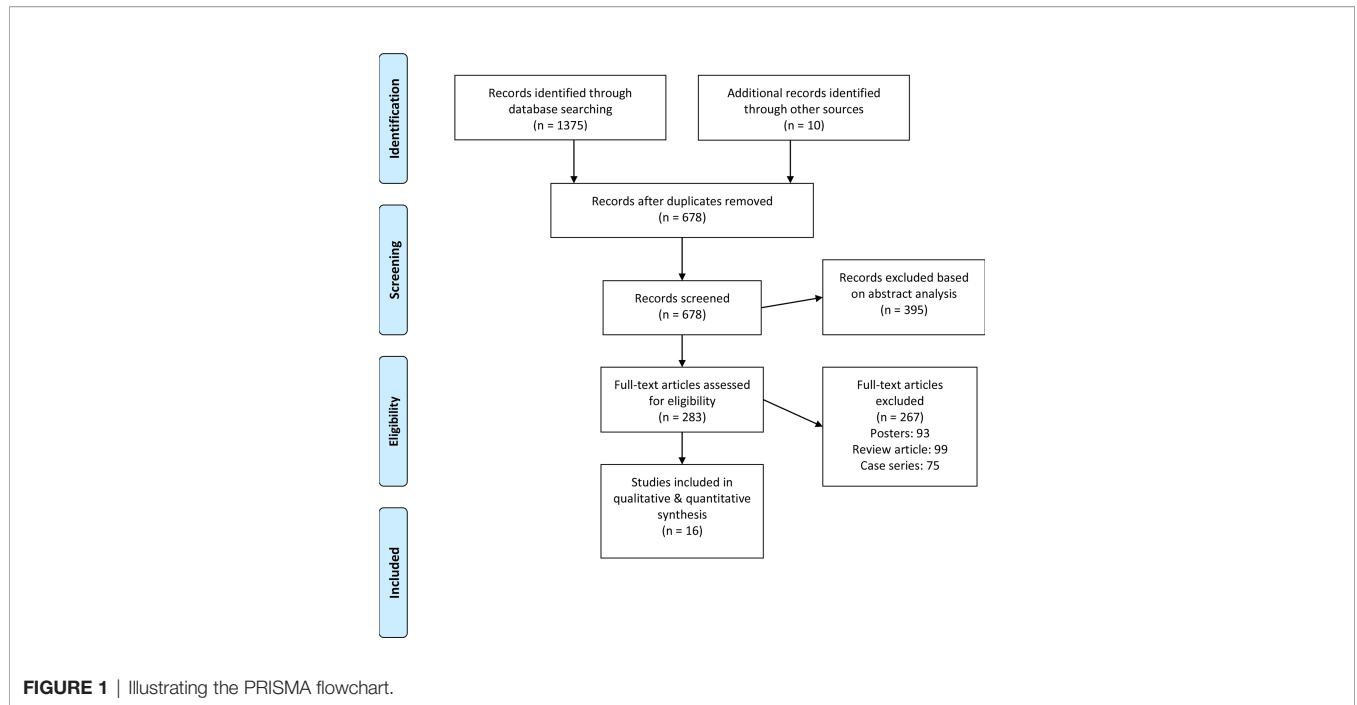 Identification
Records identified through
database searching
(n = 1375)
Additional records identified
through other sources
(n = 10)
Records after duplicates removed
(n = 678)
Screening
Records screened
(n = 678)
Records excluded based
on abstract analysis
(n = 395)
Eligibility
Full-text articles assessed
for eligibility
(n = 283)
Full-text articles
excluded
(n = 267)
Posters: 93
Review article: 99
Case series: 75
Studies included in
qualitative & quantitative
synthesis
(n = 16)
Included
FIGURE 1 | Illustrating the PRISMA flowchart.